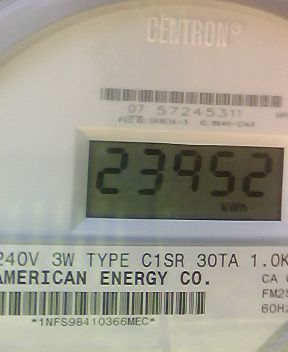 CENTRON
07 57245311
23952
kWh
240V 3W TYPE C1SR 30TA 1.0K
AMERICAN ENERGY CO.
CA
FM2S
60Hz
*1NFS98410366MEC*